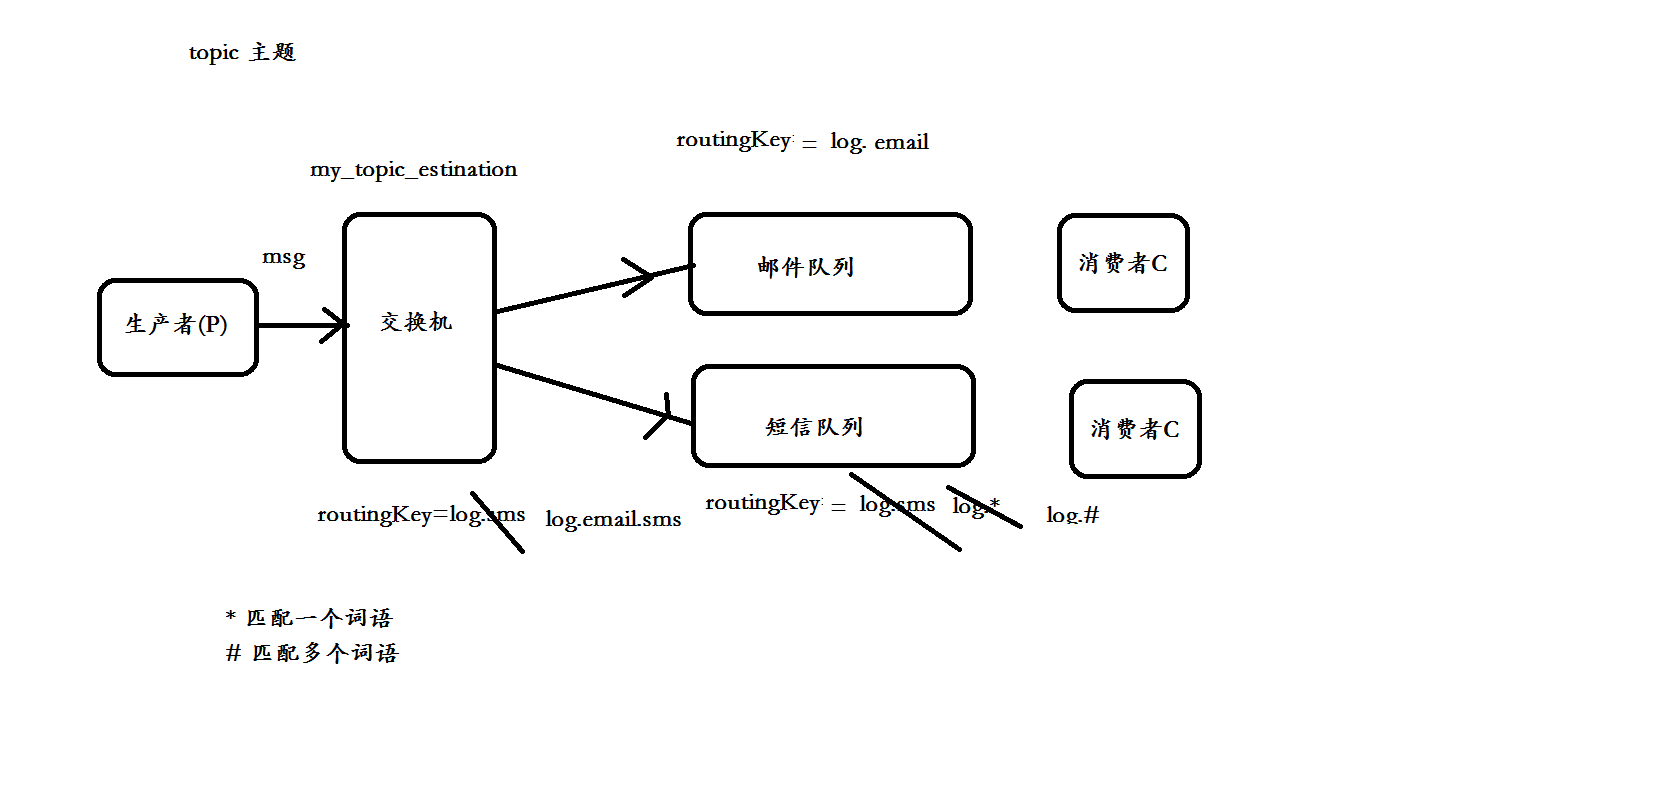 topic 主题
routingKey: = log. email
my_topic_estination
msg
邮件队列
消费者C
生产者(P)
交换机
短信队列
消费者C
routingKey=log.sms log.email.sms
routingKey: = log.sms log.* log.#
* 匹配一个词语
# 匹配多个词语